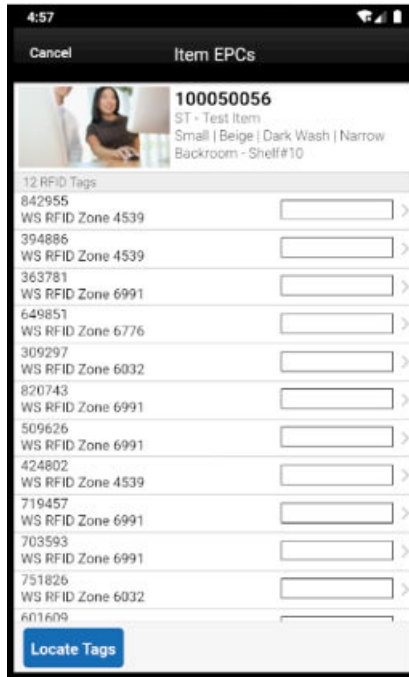 4:57
Cancel
Item EPCs
100050056
ST - Test Item
Small | Beige | Dark Wash | Narrow
Backroom - Shelf#10
12 RFID Tags
842955
WS RFID Zone 4539
394886
WS RFID Zone 4539
363781
WS RFID Zone 6991
649851
WS RFID Zone 6776
309297
WS RFID Zone 6032
820743
WS RFID Zone 6991
509626
WS RFID Zone 6991
424802
WS RFID Zone 4539
719457
WS RFID Zone 6991
703593
WS RFID Zone 6991
751826
WS RFID Zone 6032
601609
Locate Tags